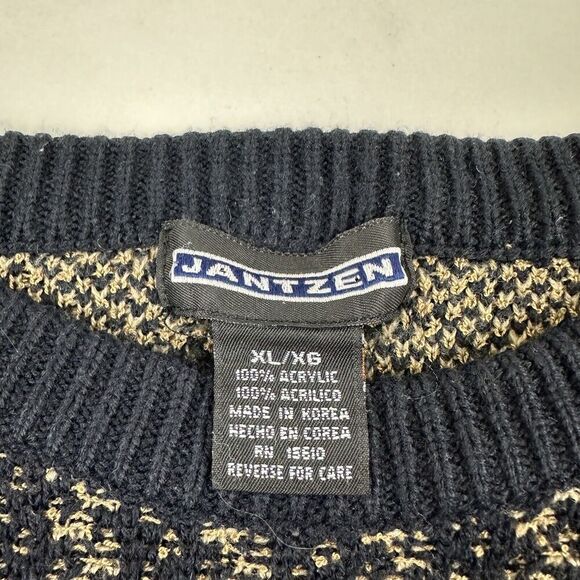 JANTZEN
XL/XG
100% ACRYLIC
100% ACRILICO
MADE IN KOREA
HECHO EN COREA
RN 15610
REVERSE FOR CARE